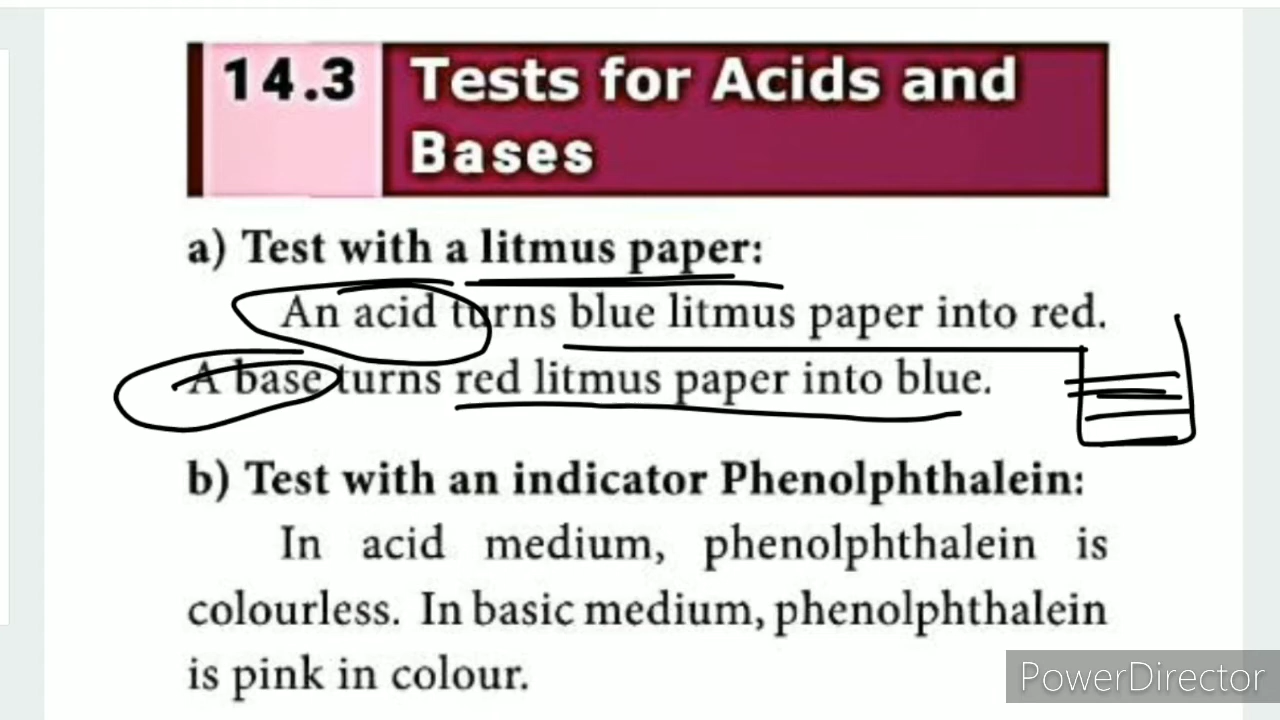 14.3 Tests for Acids and
Bases
a) Test with a litmus paper:
An acid turns blue litmus paper into red.
A base turns red litmus paper into blue.
b) Test with an indicator Phenolphthalein:
In acid medium, phenolphthalein is
colourless. In basic medium, phenolphthalein
is pink in colour.
PowerDirector